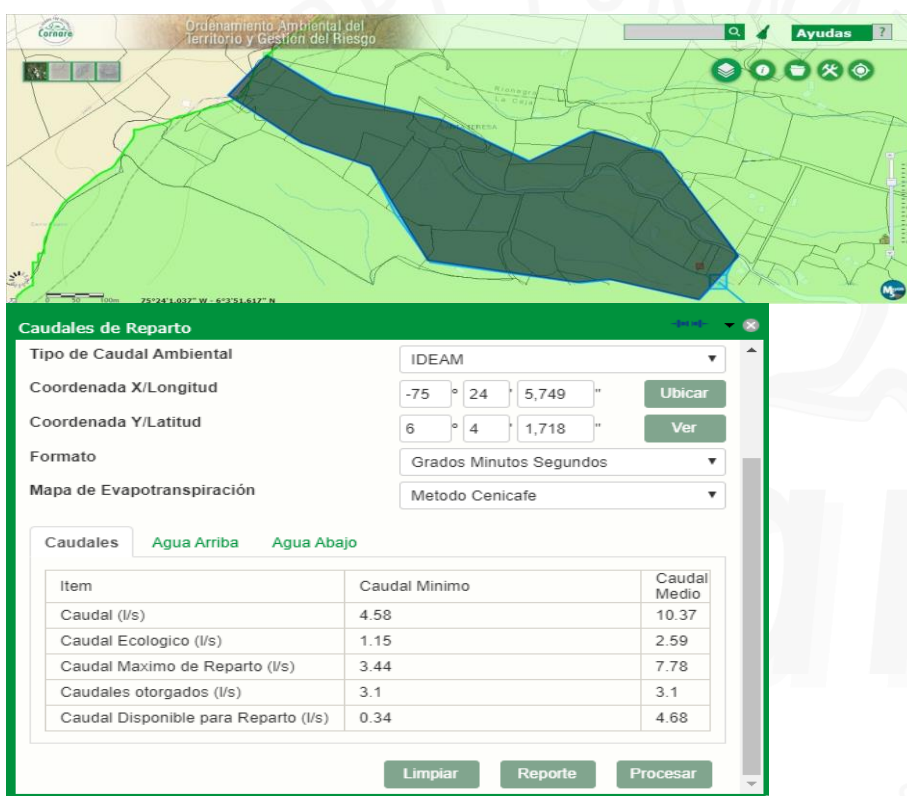 Cornare
Ordenamiento Ambiental del
Territorio y Gestión del Riesgo
Ayudas ?
Rionegra
La Ceja
0 50 100m 75°24'1.037" W - 6°3'51.617" N
Caudales de Reparto
Tipo de Caudal Ambiental IDEAM
Coordenada X/Longitud -75 ° 24 ' 5,749 " Ubicar
Coordenada Y/Latitud 6 ° 4 ' 1,718 " Ver
Formato Grados Minutos Segundos
Mapa de Evapotranspiración Metodo Cenicafe
Caudales Agua Arriba Agua Abajo
Item Caudal Minimo Caudal Medio
Caudal (l/s) 4.58 10.37
Caudal Ecologico (l/s) 1.15 2.59
Caudal Maximo de Reparto (l/s) 3.44 7.78
Caudales otorgados (l/s) 3.1 3.1
Caudal Disponible para Reparto (l/s) 0.34 4.68
Limpiar Reporte Procesar